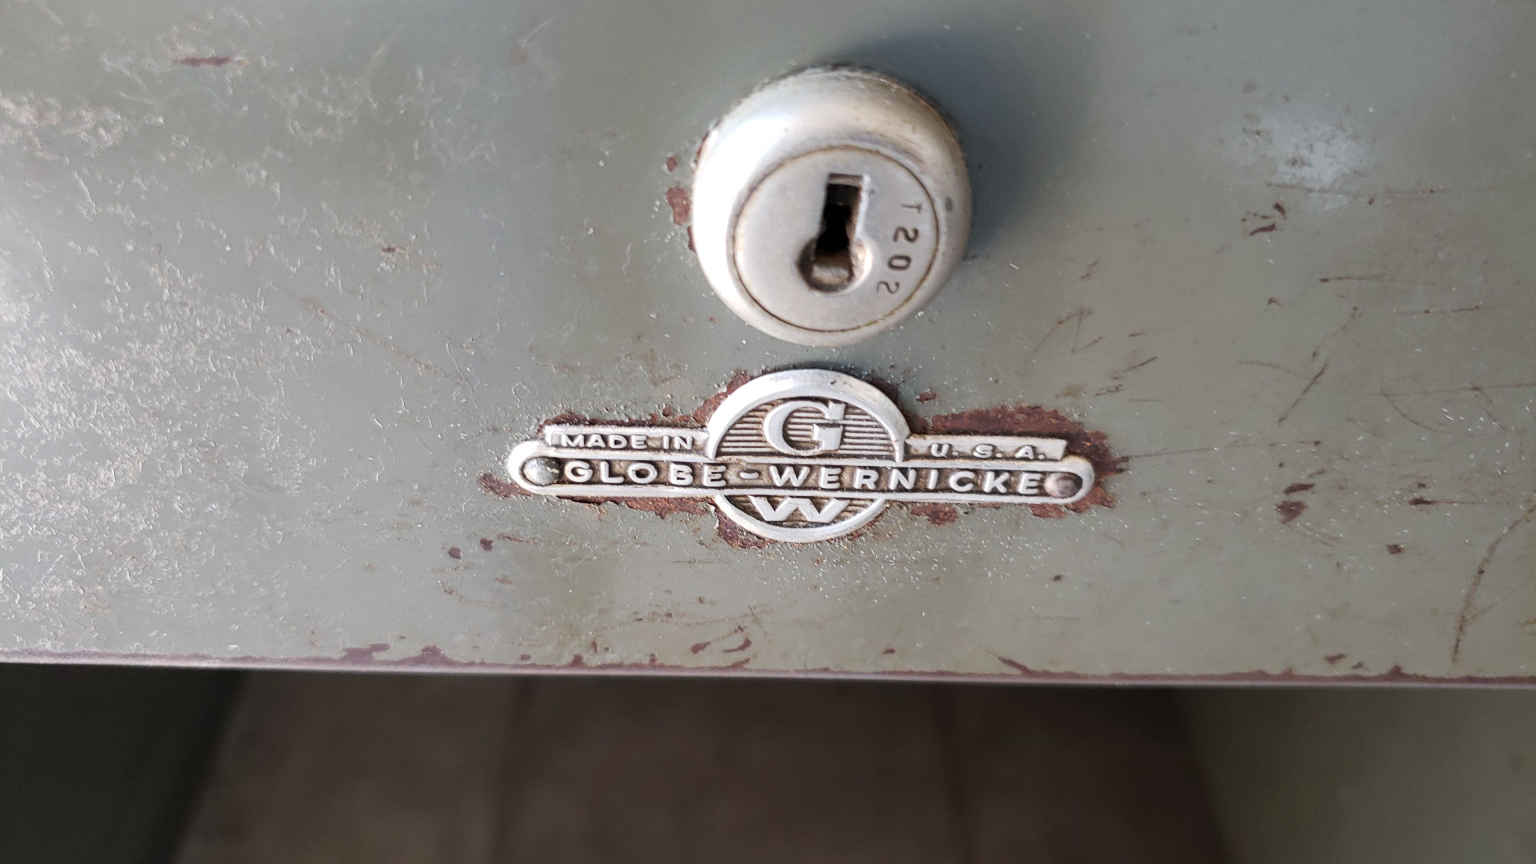 T202
G
MADE IN U. S. A.
GLOBE-WERNICKE
W